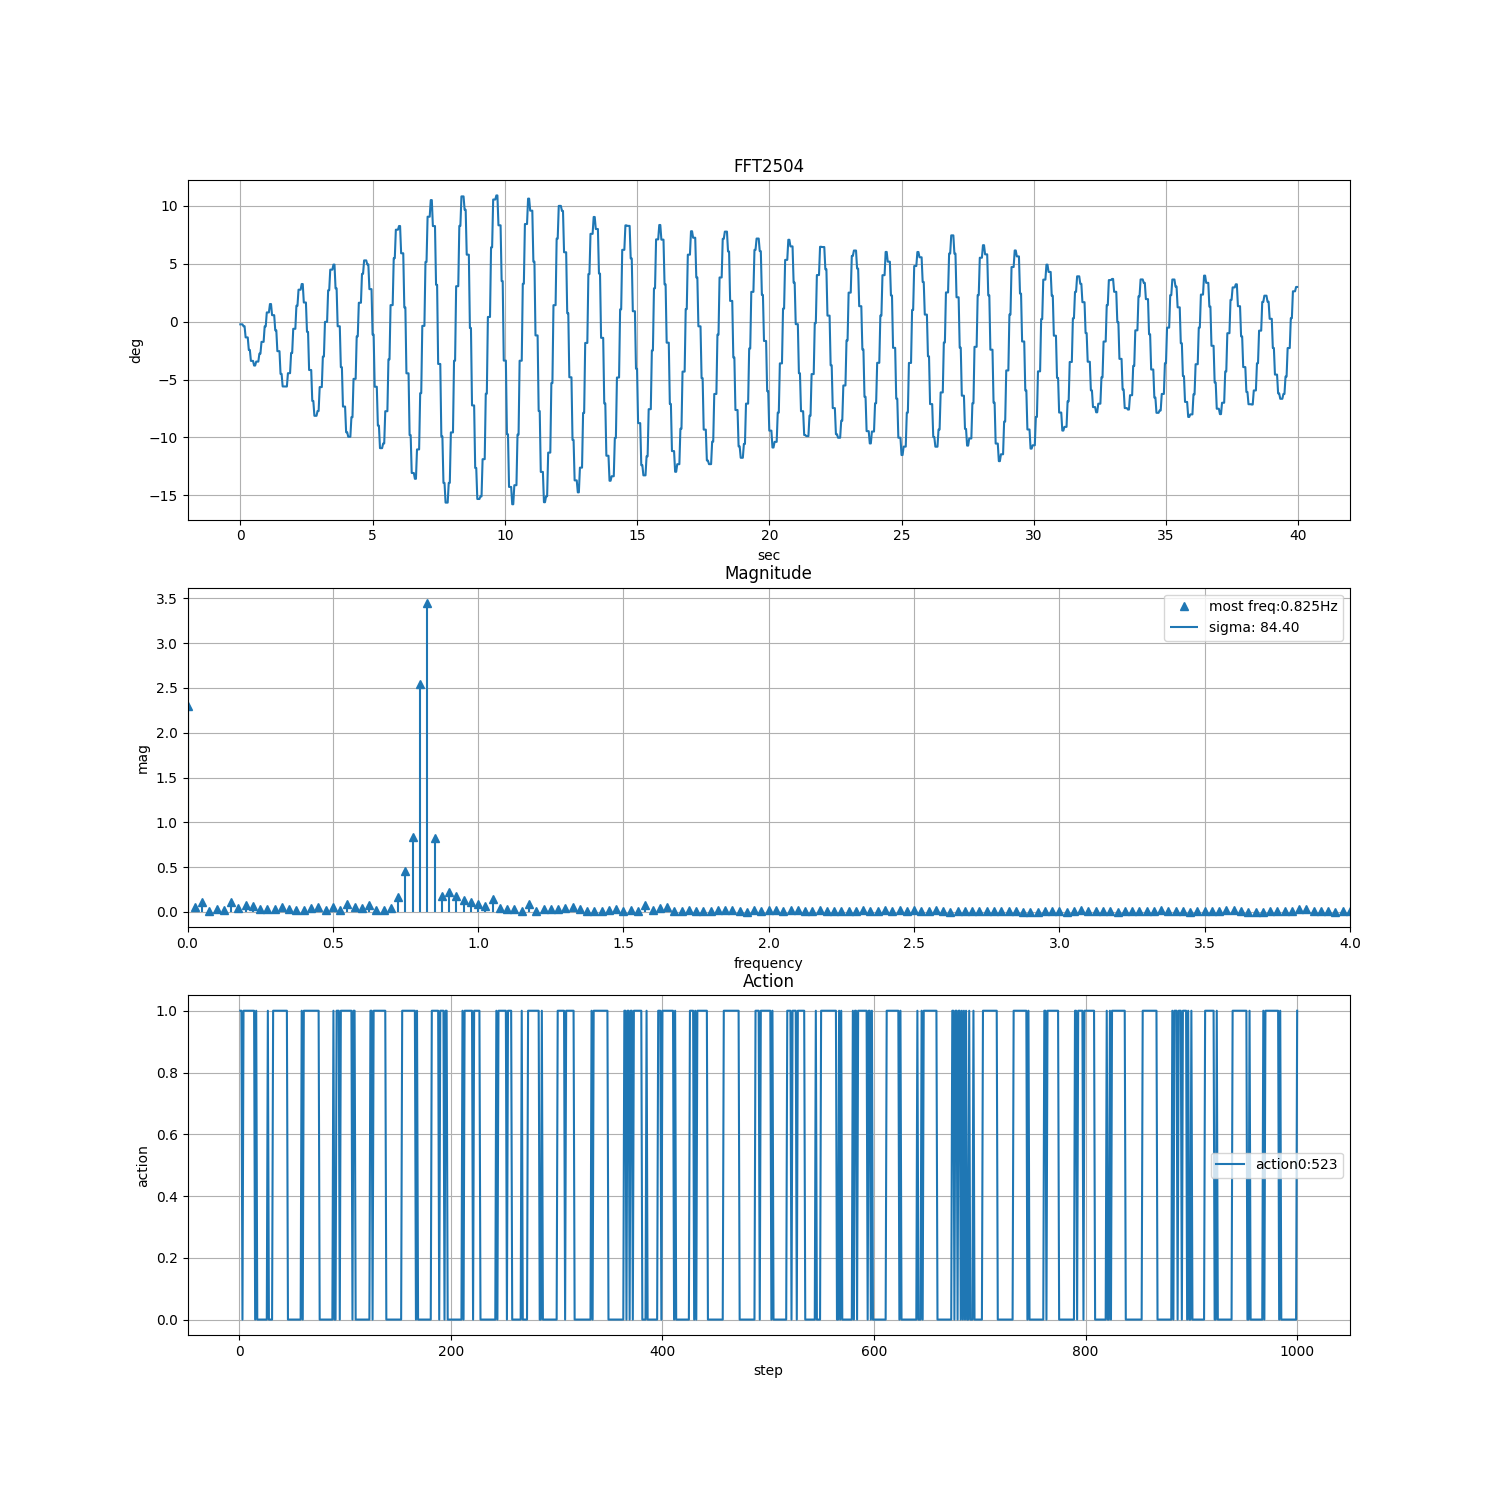 FFT2504
10
5
0
−5
−10
−15
deg
0 5 10 15 20 25 30 35 40
sec
Magnitude
most freq:0.825Hz
sigma: 84.40
3.5
3.0
2.5
2.0
1.5
1.0
0.5
0.0
mag
0.0 0.5 1.0 1.5 2.0 2.5 3.0 3.5 4.0
frequency
Action
1.0
0.8
0.6
0.4
0.2
0.0
action
action0:523
0 200 400 600 800 1000
step